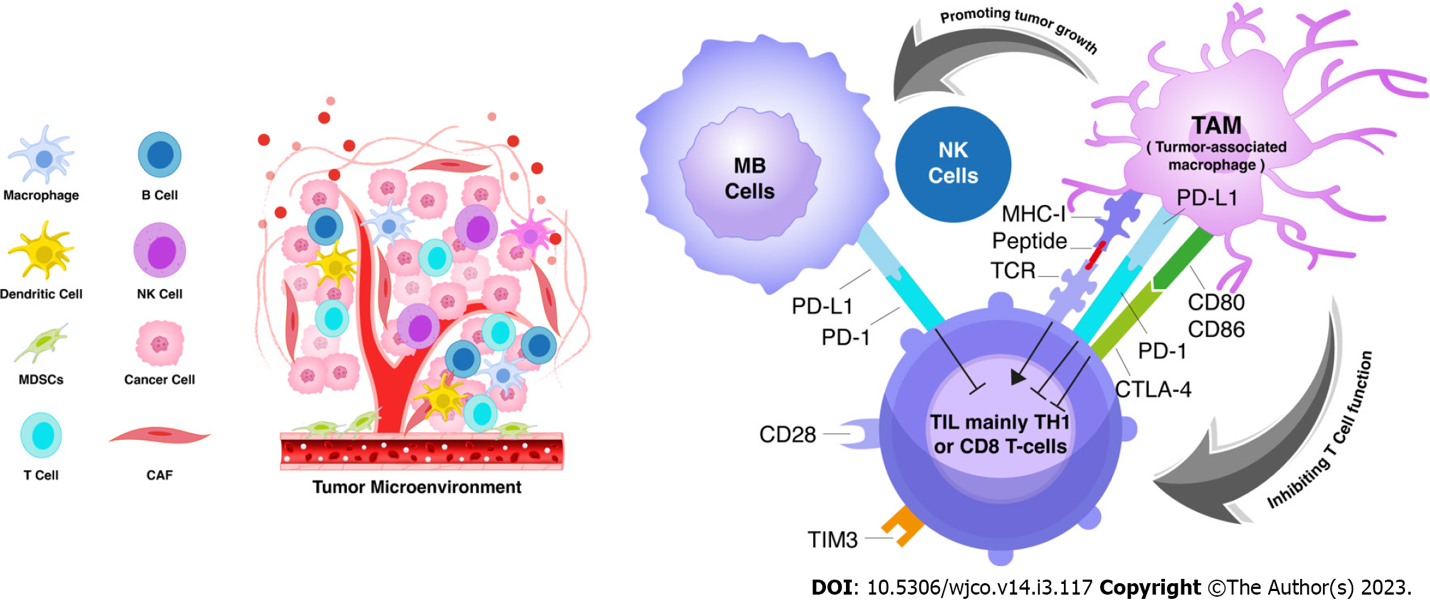 Macrophage
B Cell
Dendritic Cell
NK Cell
MDSCs
Cancer Cell
T Cell
CAF
Tumor Microenvironment
Promoting tumor growth
MB
Cells
NK
Cells
TAM
( Turmor-associated
macrophage )
PD-L1
MHC-I
Peptide
TCR
PD-L1
PD-1
CD80
CD86
PD-1
CTLA-4
TIL mainly TH1
or CD8 T-cells
CD28
TIM3
Inhibiting T Cell function
DOI: 10.5306/wjco.v14.i3.117 Copyright ©The Author(s) 2023.